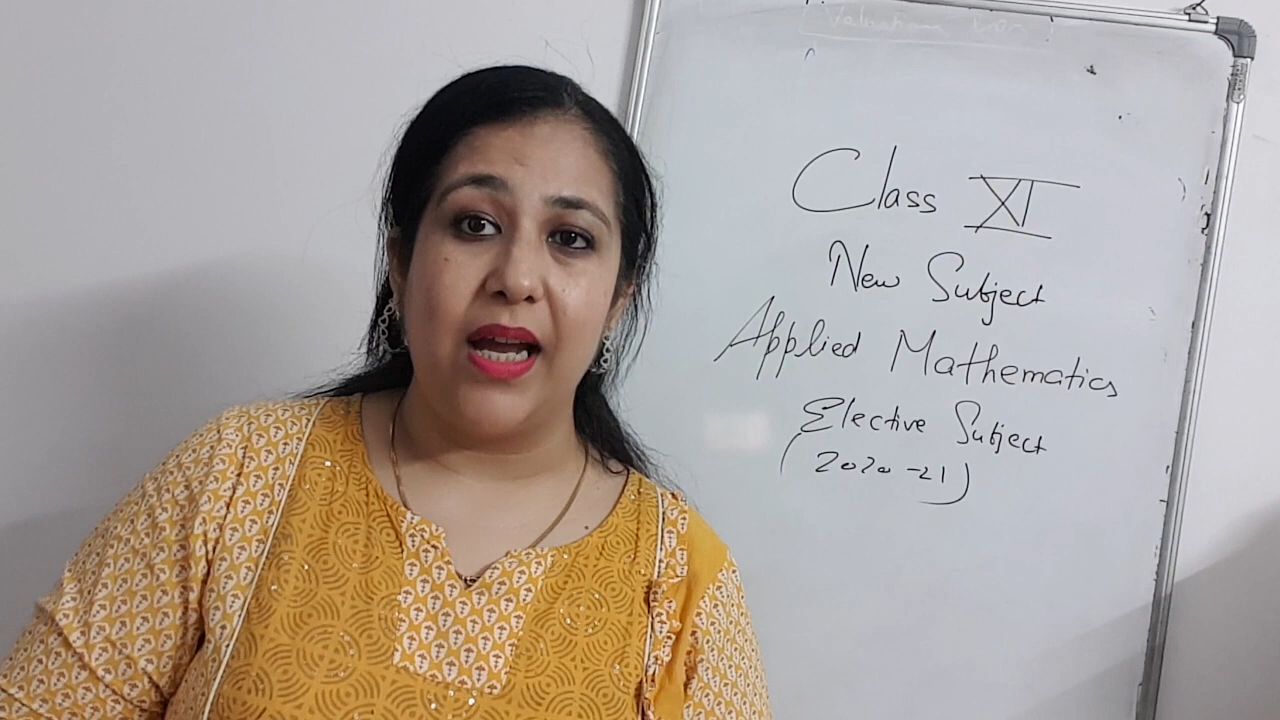 Class XI
New Subject
Applied Mathematics
Elective Subject
(2020-21)